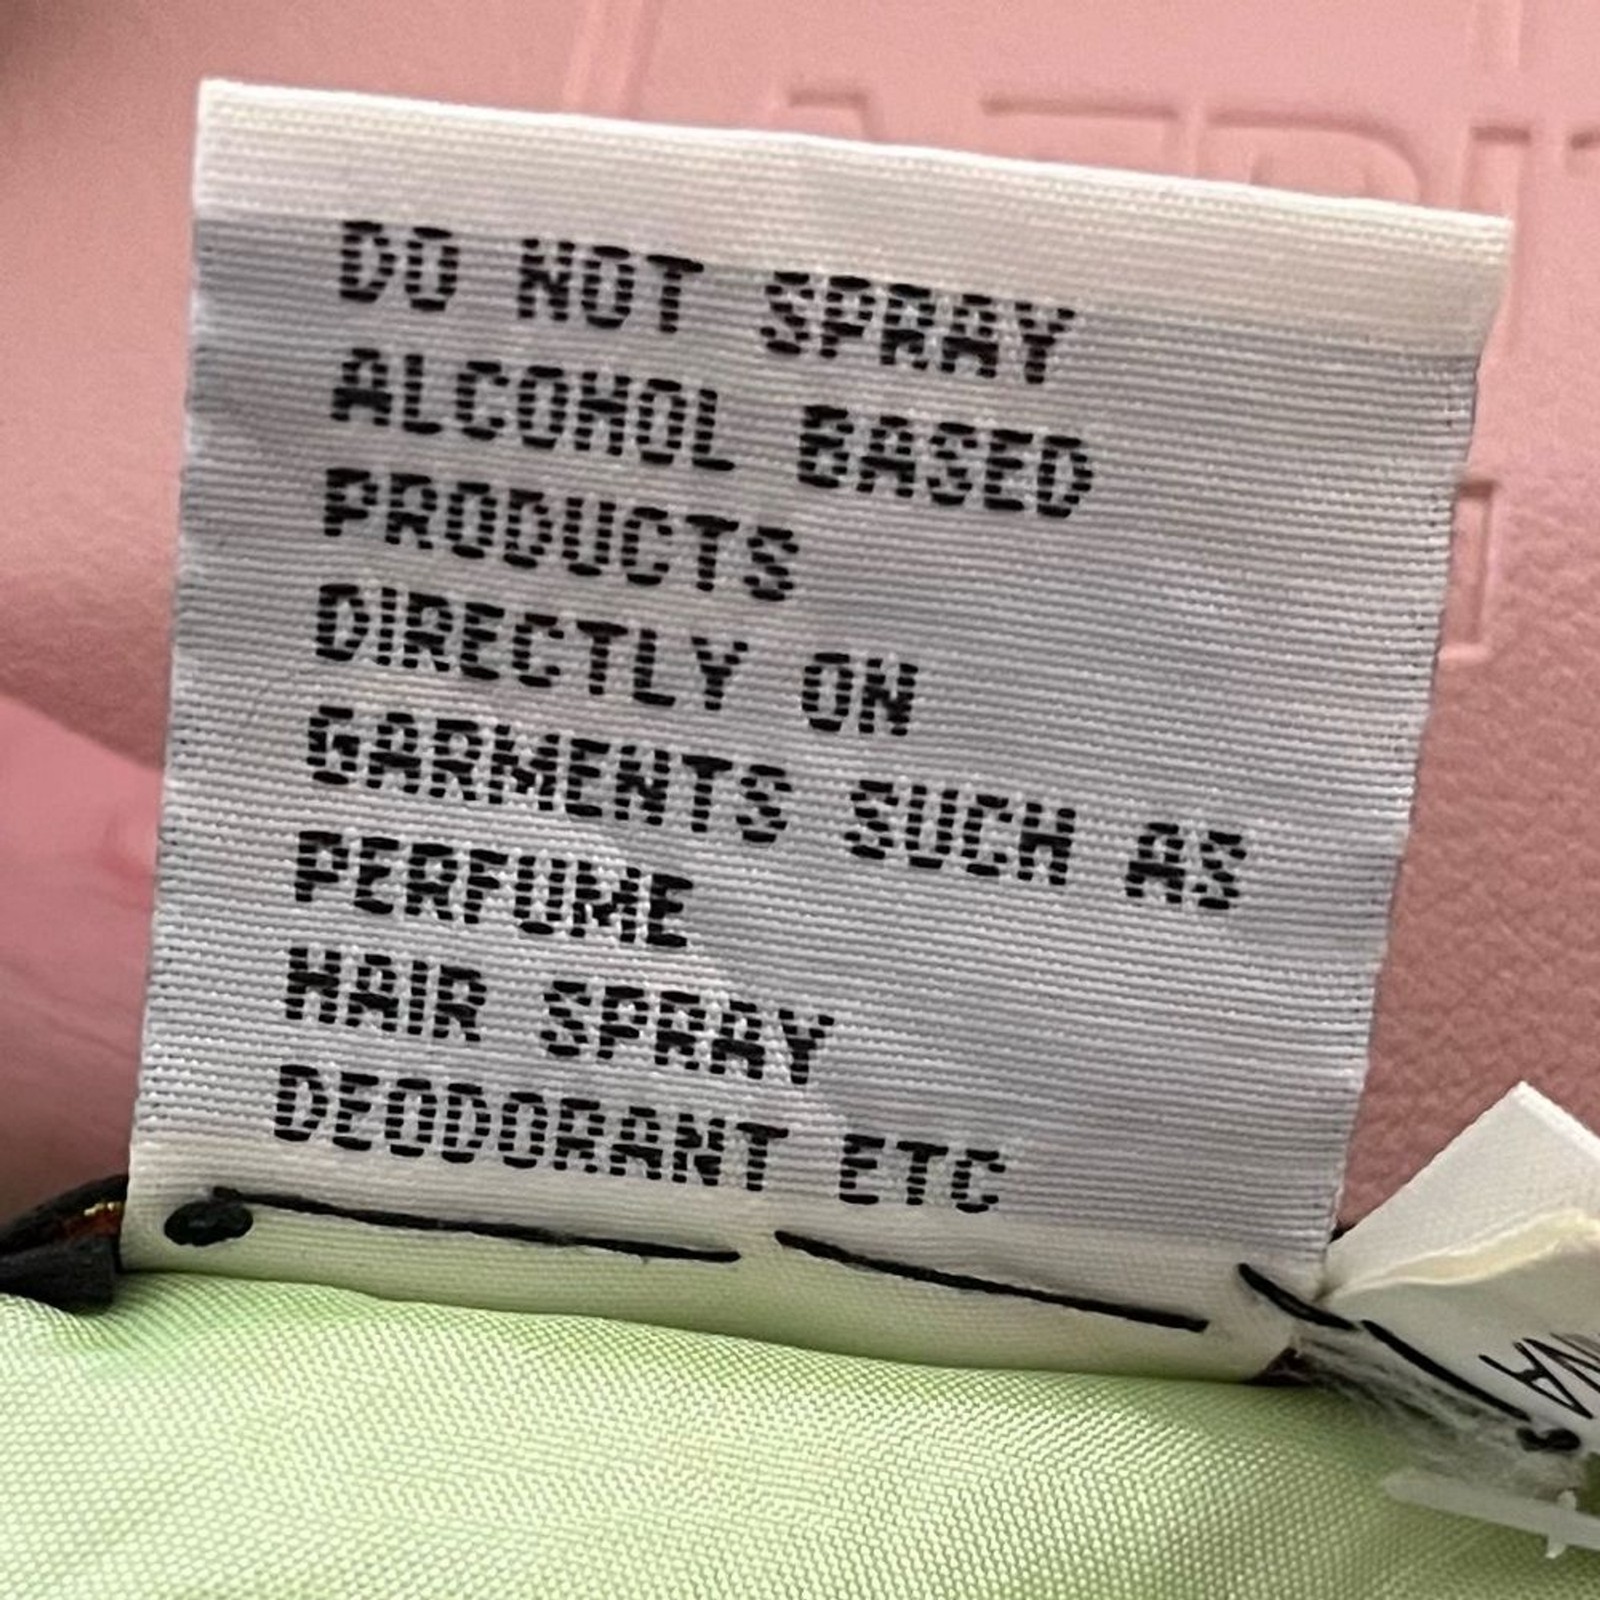 DO NOT SPRAY
ALCOHOL BASED
PRODUCTS
DIRECTLY ON
GARMENTS SUCH AS
PERFUME
HAIR SPRAY
DEODORANT ETC